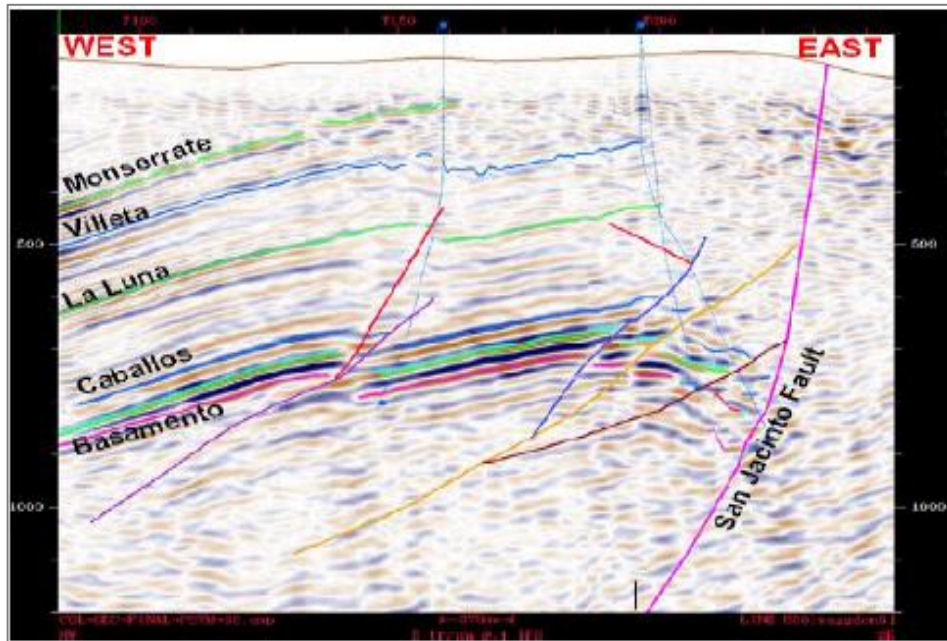 WEST
EAST
Monserrate
Villeta
500
500
La Luna
Caballos
Basamento
San Jacinto Fault
1000
1000